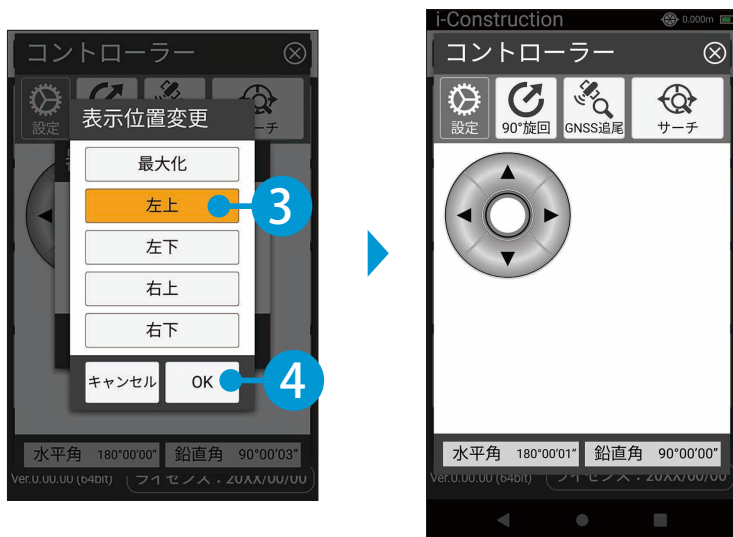 コントローラー
設定
ーチ
表示位置変更
最大化
左上
3
左下
右上
右下
キャンセル
OK
4
水平角 180°00'00" 鉛直角 90°00'03"
Ver.0.00.00 (64bit) ライセンス：20XX/00/00
i-Construction 0.000m
コントローラー
設定
90°旋回
GNSS追尾
サーチ
水平角 180°00'01" 鉛直角 90°00'00"
Ver.0.00.00 (64bit) ライセンス：20XX/00/00